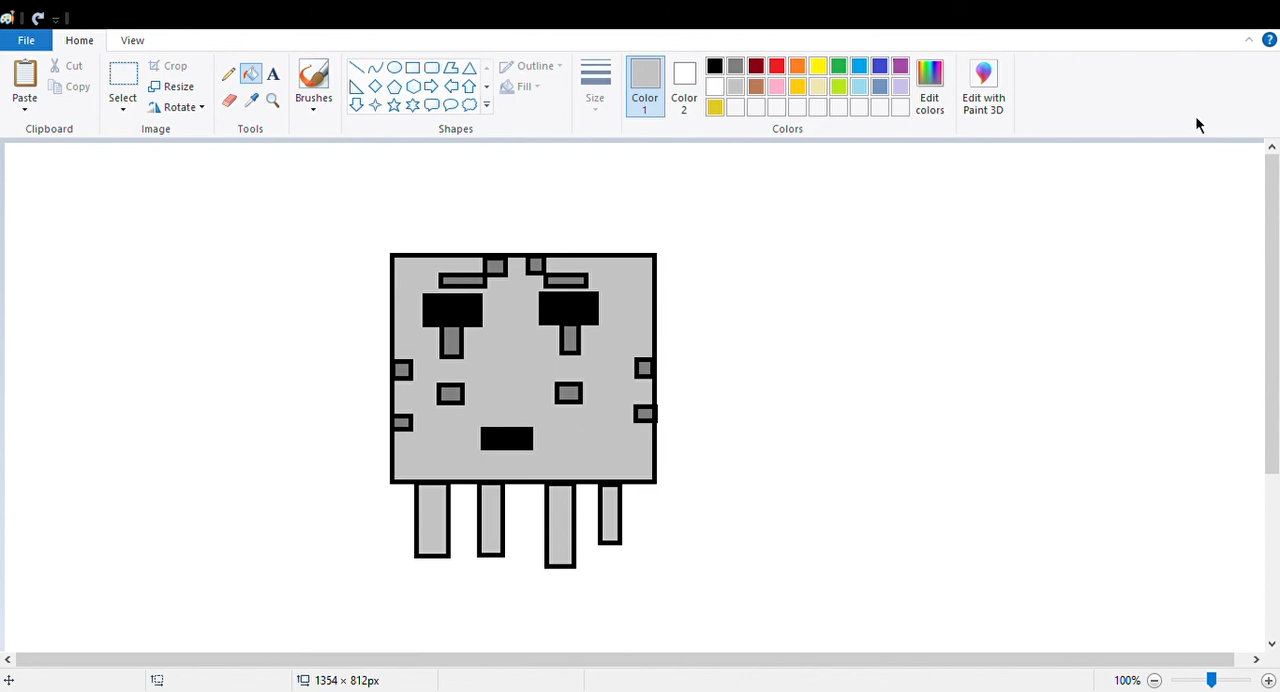 File Home View
Paste
Cut
Copy
Clipboard
Select
Crop
Resize
Rotate
Image
A
Tools
Brushes
Outline
Fill
Shapes
Size
Color
1
Color
2
Edit
colors
Colors
Edit with
Paint 3D
?
1354 × 812px
100%